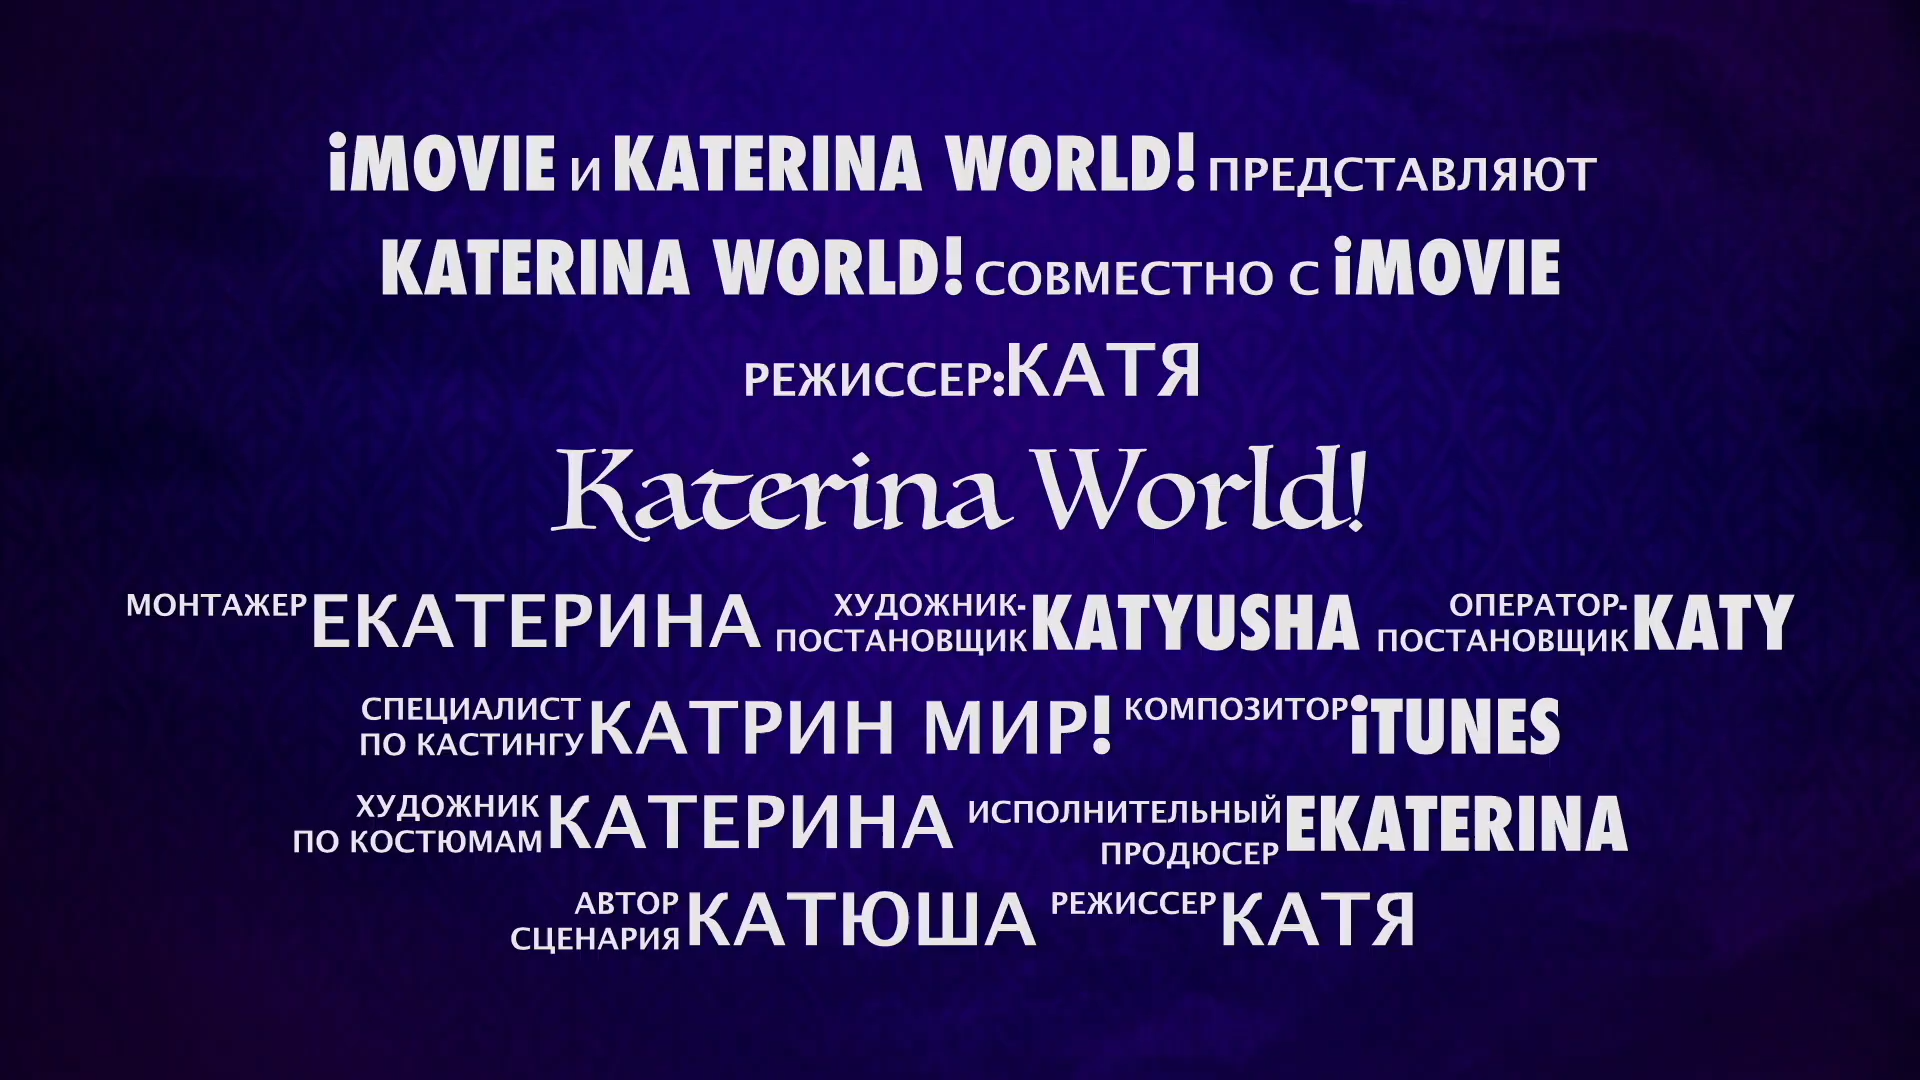 iMOVIE И KATERINA WORLD! ПРЕДСТАВЛЯЮТ
KATERINA WORLD! СОВМЕСТНО С iMOVIE
РЕЖИССЕР:КАТЯ
Katerina World!
МОНТАЖЕР ЕКАТЕРИНА ХУДОЖНИК-ПОСТАНОВЩИК KATYUSHA ОПЕРАТОР-ПОСТАНОВЩИК KATY
СПЕЦИАЛИСТ ПО КАСТИНГУ КАТРИН МИР! КОМПОЗИТОР iTUNES
ХУДОЖНИК ПО КОСТЮМАМ КАТЕРИНА ИСПОЛНИТЕЛЬНЫЙ ПРОДЮСЕР EKATERINA
АВТОР СЦЕНАРИЯ КАТЮША РЕЖИССЕР КАТЯ